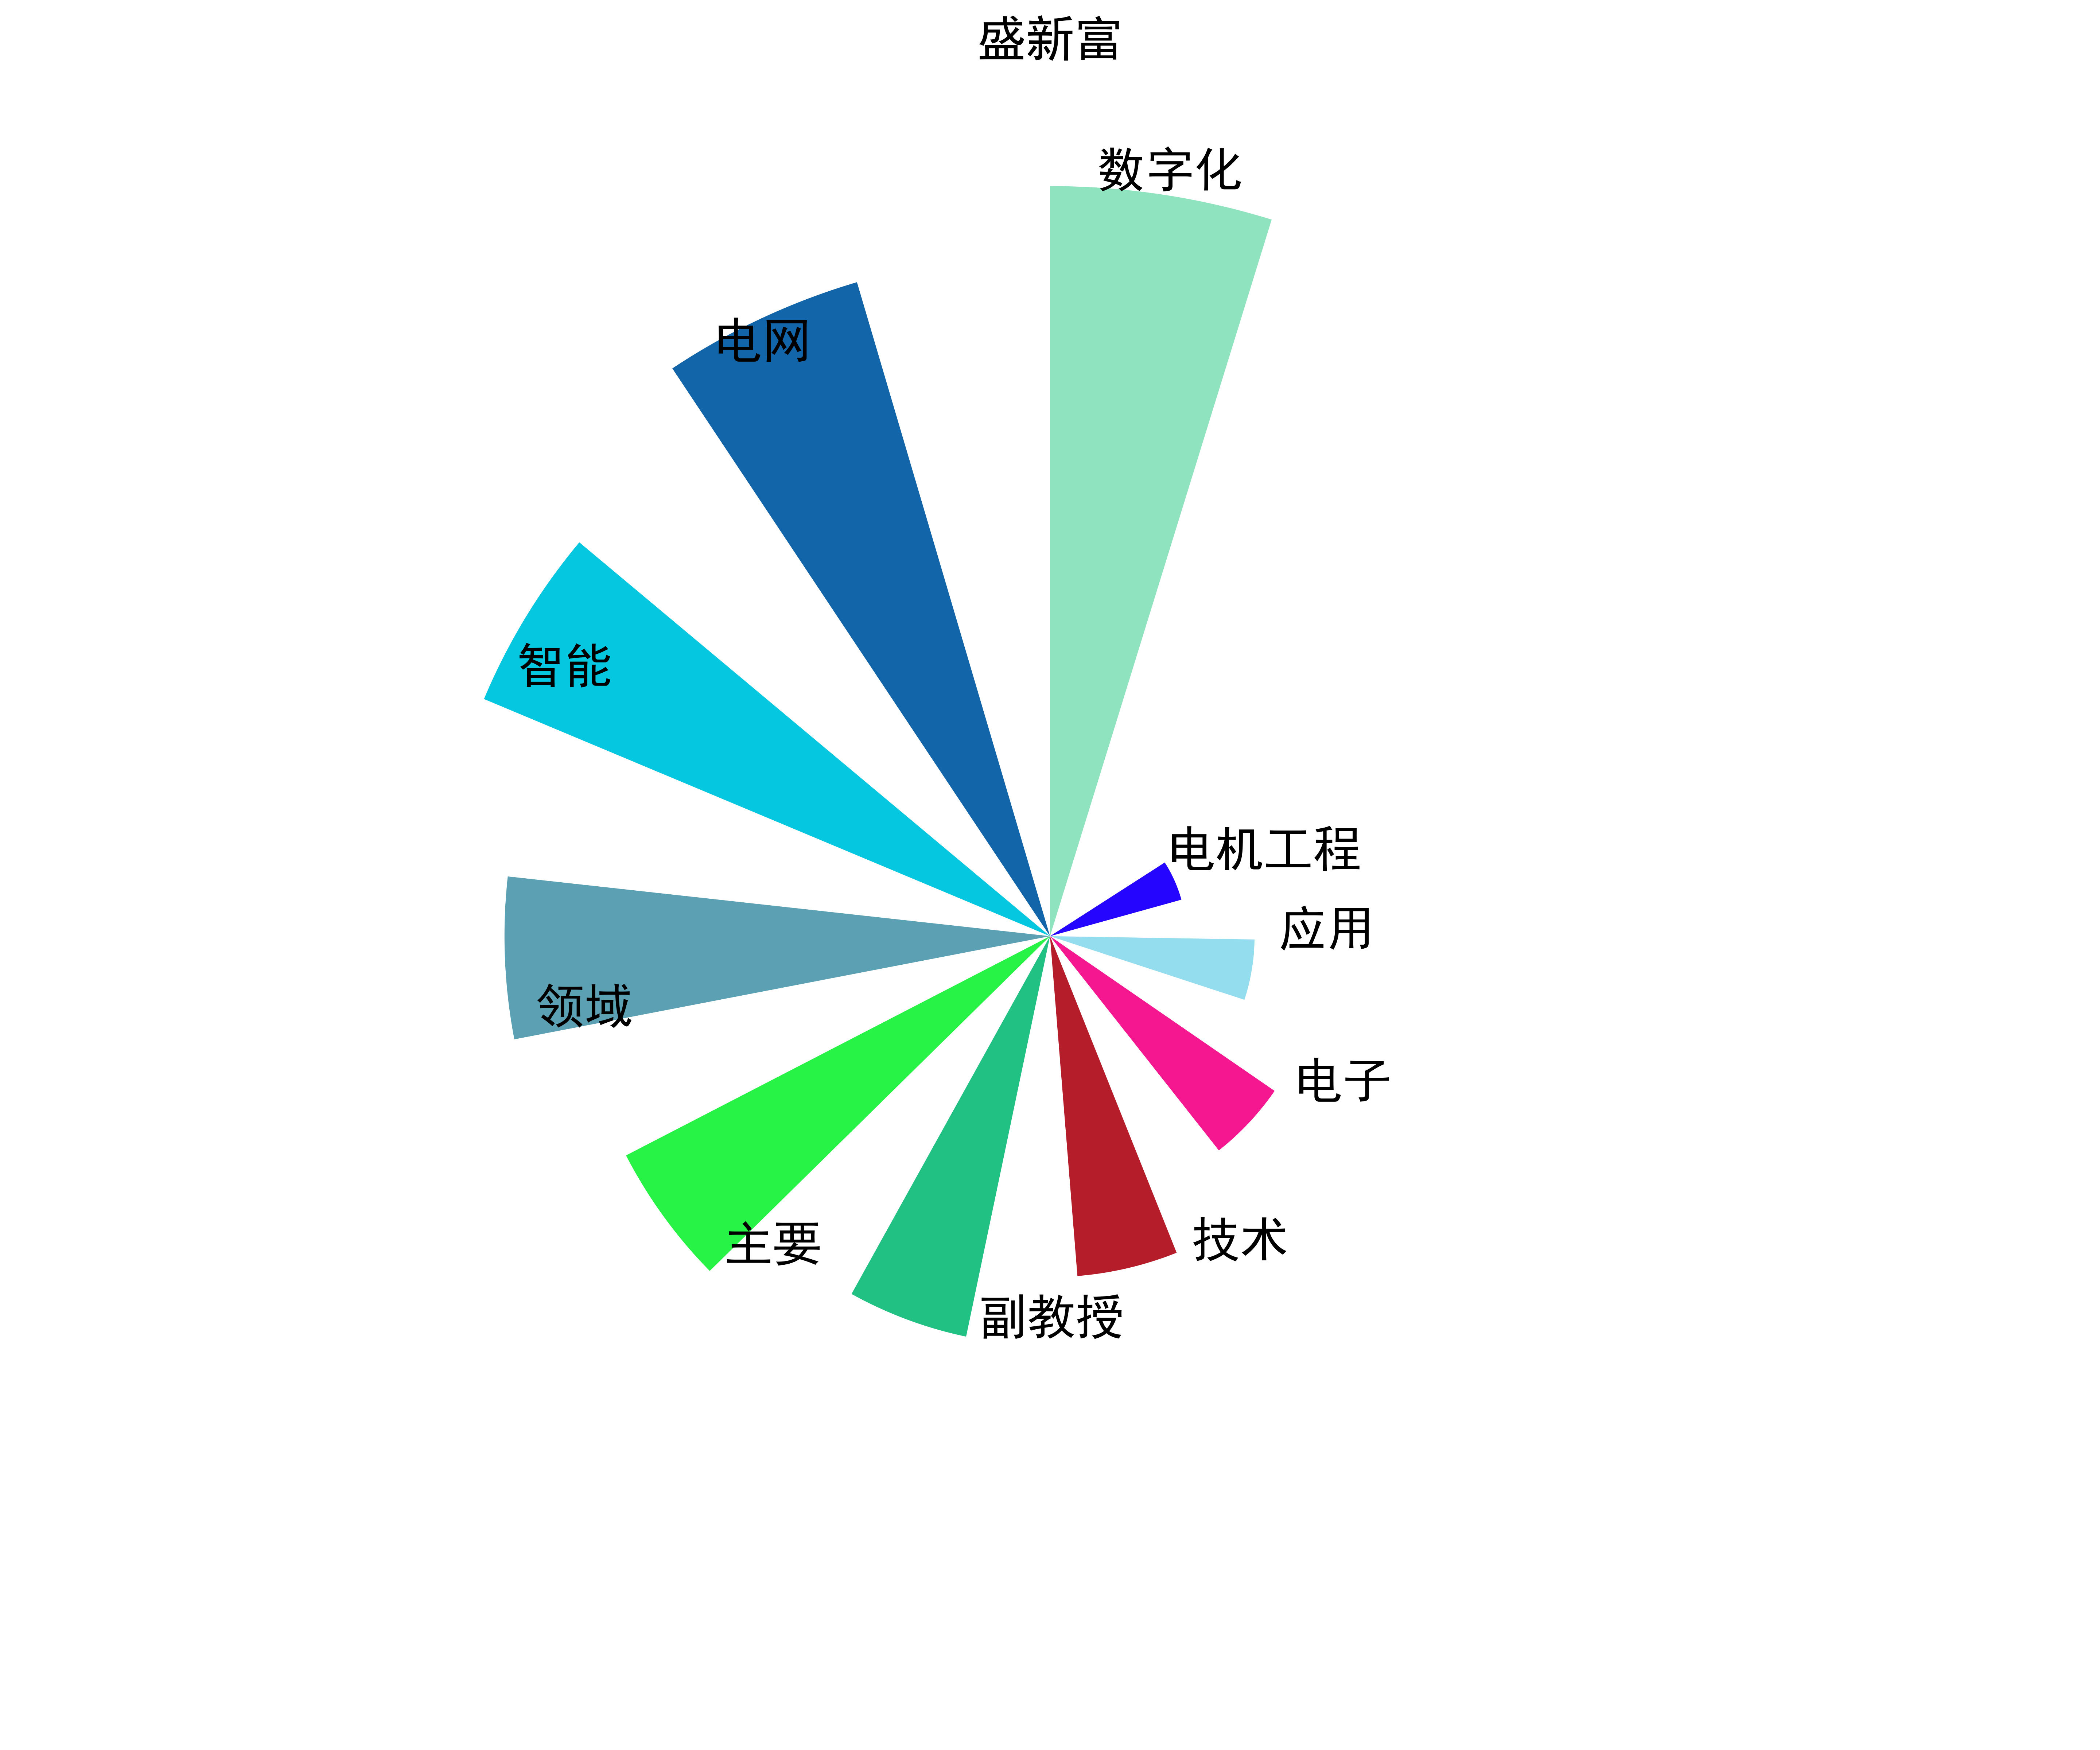 盛新富
数字化
电网
智能
电机工程
应用
领域
电子
技术
主要
副教授